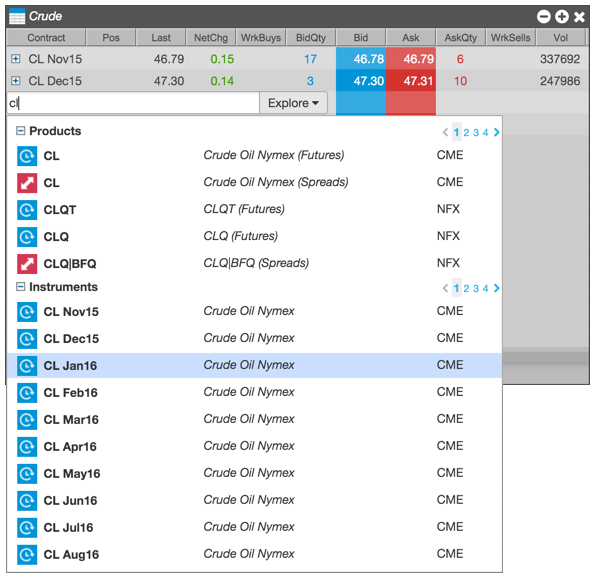 Crude
Contract Pos Last NetChg WrkBuys BidQty Bid Ask AskQty WrkSells Vol
CL Nov15 46.79 0.15 17 46.78 46.79 6 337692
CL Dec15 47.30 0.14 3 47.30 47.31 10 247986
cl Explore
Products 1 2 3 4
CL Crude Oil Nymex (Futures) CME
CL Crude Oil Nymex (Spreads) CME
CLQT CLQT (Futures) NFX
CLQ CLQ (Futures) NFX
CLQ|BFQ CLQ|BFQ (Spreads) NFX
Instruments 1 2 3 4
CL Nov15 Crude Oil Nymex CME
CL Dec15 Crude Oil Nymex CME
CL Jan16 Crude Oil Nymex CME
CL Feb16 Crude Oil Nymex CME
CL Mar16 Crude Oil Nymex CME
CL Apr16 Crude Oil Nymex CME
CL May16 Crude Oil Nymex CME
CL Jun16 Crude Oil Nymex CME
CL Jul16 Crude Oil Nymex CME
CL Aug16 Crude Oil Nymex CME